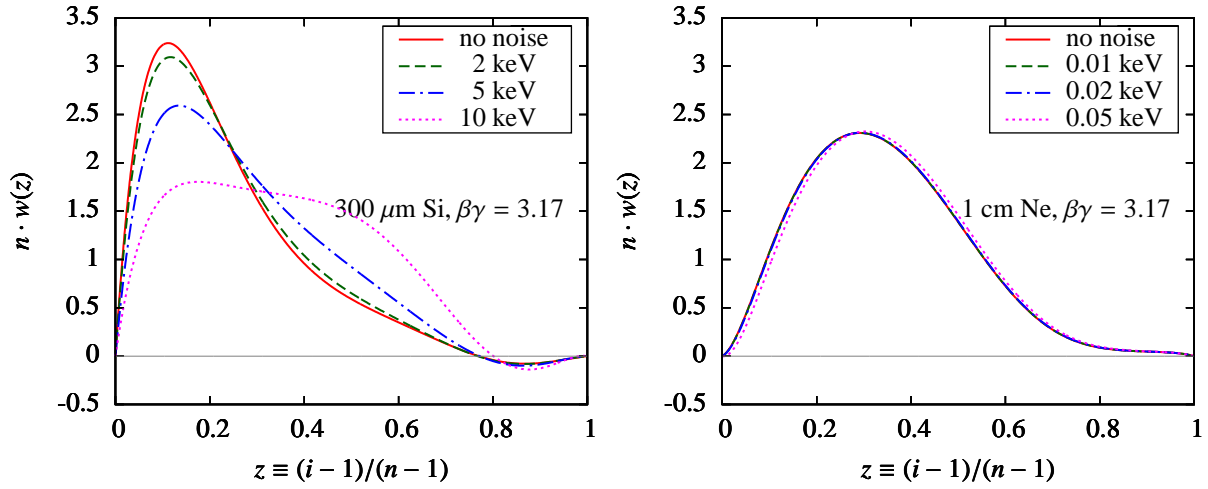 3.5
3
2.5
2
1.5
1
0.5
0
-0.5
n · w(z)
no noise
2 keV
5 keV
10 keV
300 μm Si, βγ = 3.17
0 0.2 0.4 0.6 0.8 1
z ≡ (i − 1)/(n − 1)
3.5
3
2.5
2
1.5
1
0.5
0
-0.5
n · w(z)
no noise
0.01 keV
0.02 keV
0.05 keV
1 cm Ne, βγ = 3.17
0 0.2 0.4 0.6 0.8 1
z ≡ (i − 1)/(n − 1)